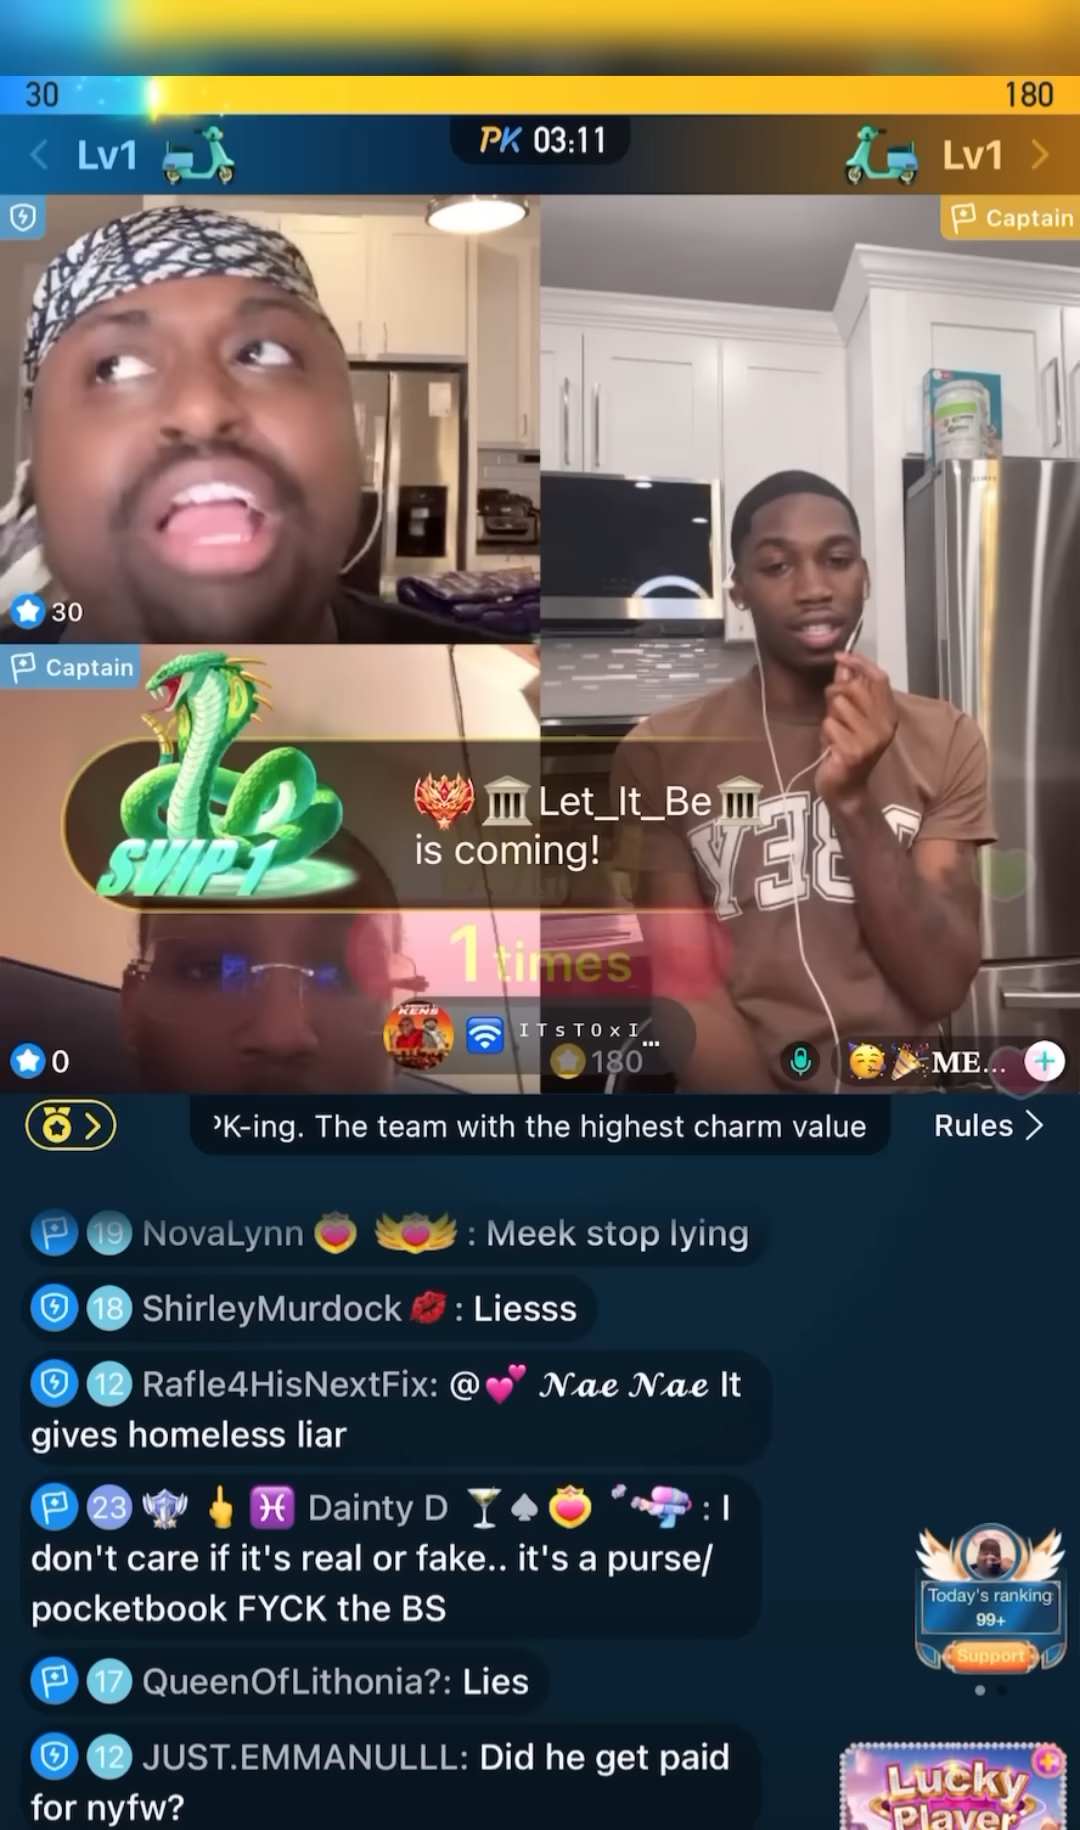 30
180
Lv1
PK 03:11
Lv1
Captain
30
Captain
🏛Let_It_Be🏛
is coming!
SVIP 1
1 times
KENS
ITsTOxI...
180
0
🥳🎉ME...
K-ing. The team with the highest charm value
Rules >
19 NovaLynn : Meek stop lying
18 ShirleyMurdock💋: Liesss
12 Rafle4HisNextFix: @💕 𝓝𝓪𝓮 𝓝𝓪𝓮 It
gives homeless liar
23 🖕♓ Dainty D 🍸♠ : I
don't care if it's real or fake.. it's a purse/
pocketbook FYCK the BS
17 QueenOfLithonia?: Lies
12 JUST.EMMANULLL: Did he get paid
for nyfw?
Today's ranking
99+
Support
Lucky
Player